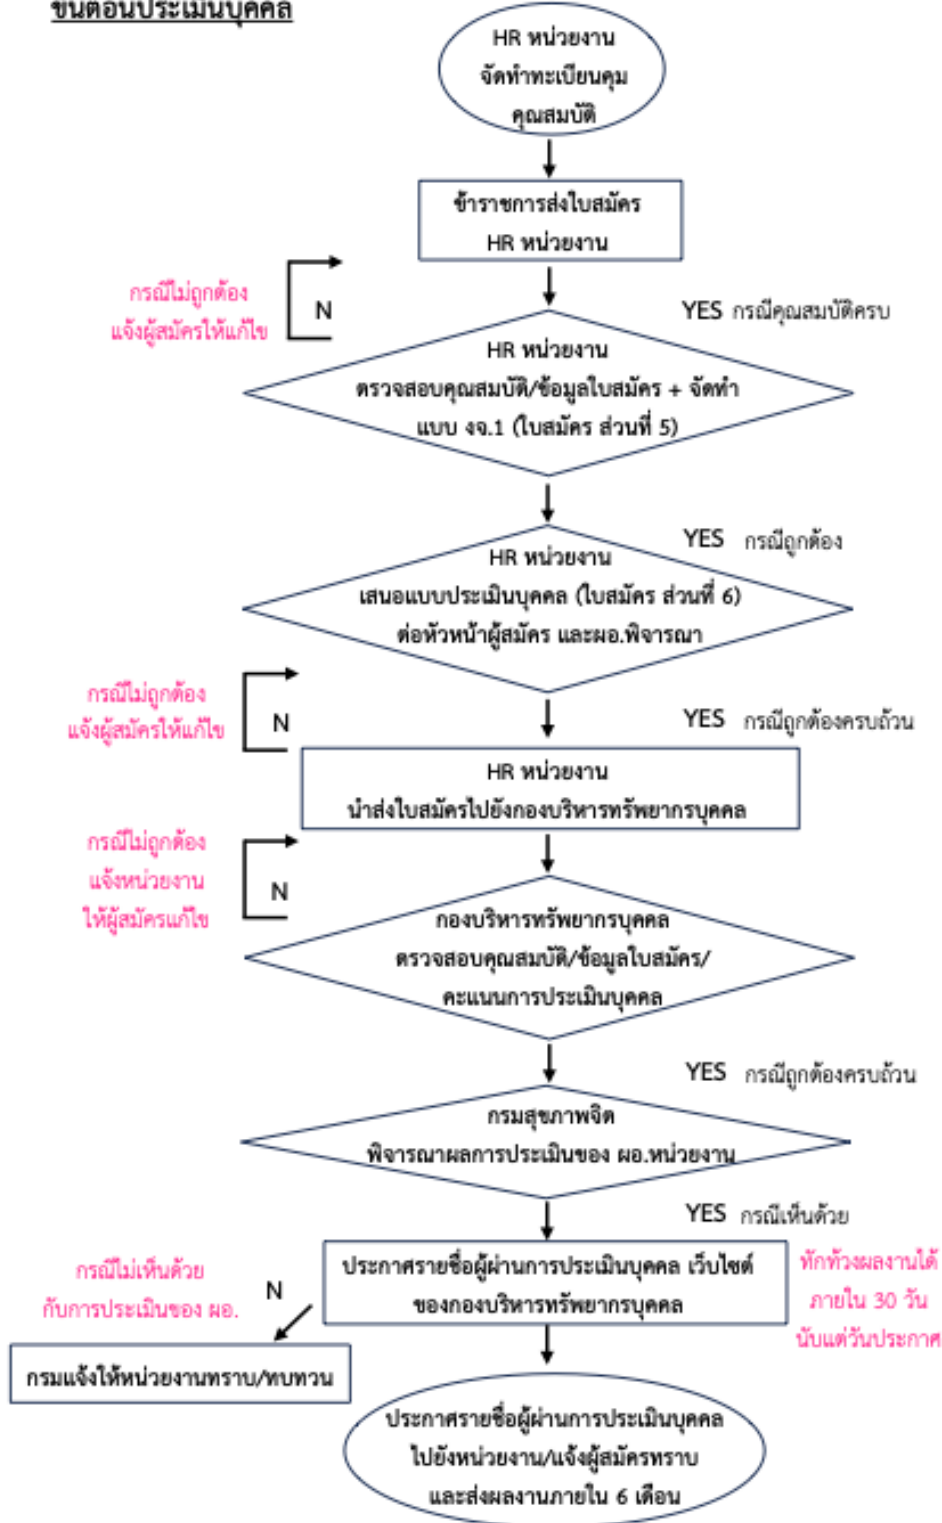 ขั้นตอนประเมินบุคคล
HR หน่วยงาน
จัดทำทะเบียนคุม
คุณสมบัติ
ข้าราชการส่งใบสมัคร
HR หน่วยงาน
กรณีไม่ถูกต้อง
แจ้งผู้สมัครให้แก้ไข
N
YES กรณีคุณสมบัติครบ
HR หน่วยงาน
ตรวจสอบคุณสมบัติ/ข้อมูลใบสมัคร + จัดทำ
แบบ งจ.1 (ใบสมัคร ส่วนที่ 5)
YES กรณีถูกต้อง
HR หน่วยงาน
เสนอแบบประเมินบุคคล (ใบสมัคร ส่วนที่ 6)
ต่อหัวหน้าผู้สมัคร และผอ.พิจารณา
กรณีไม่ถูกต้อง
แจ้งผู้สมัครให้แก้ไข
N
YES กรณีถูกต้องครบถ้วน
HR หน่วยงาน
นำส่งใบสมัครไปยังกองบริหารทรัพยากรบุคคล
กรณีไม่ถูกต้อง
แจ้งหน่วยงาน
ให้ผู้สมัครแก้ไข
N
กองบริหารทรัพยากรบุคคล
ตรวจสอบคุณสมบัติ/ข้อมูลใบสมัคร/
คะแนนการประเมินบุคคล
YES กรณีถูกต้องครบถ้วน
กรมสุขภาพจิต
พิจารณาผลการประเมินของ ผอ.หน่วยงาน
YES กรณีเห็นด้วย
กรณีไม่เห็นด้วย
กับการประเมินของ ผอ.
N
ประกาศรายชื่อผู้ผ่านการประเมินบุคคล เว็บไซต์
ของกองบริหารทรัพยากรบุคคล
ทักท้วงผลงานได้
ภายใน 30 วัน
นับแต่วันประกาศ
กรมแจ้งให้หน่วยงานทราบ/ทบทวน
ประกาศรายชื่อผู้ผ่านการประเมินบุคคล
ไปยังหน่วยงาน/แจ้งผู้สมัครทราบ
และส่งผลงานภายใน 6 เดือน